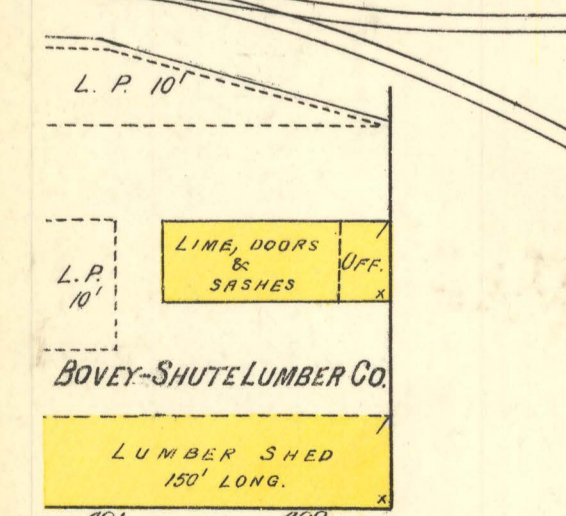 L. P. 10'
LIME, DOORS
&
SASHES
OFF.
x
L. P.
10'
BOVEY-SHUTE LUMBER CO.
LUMBER SHED
150' LONG.
x